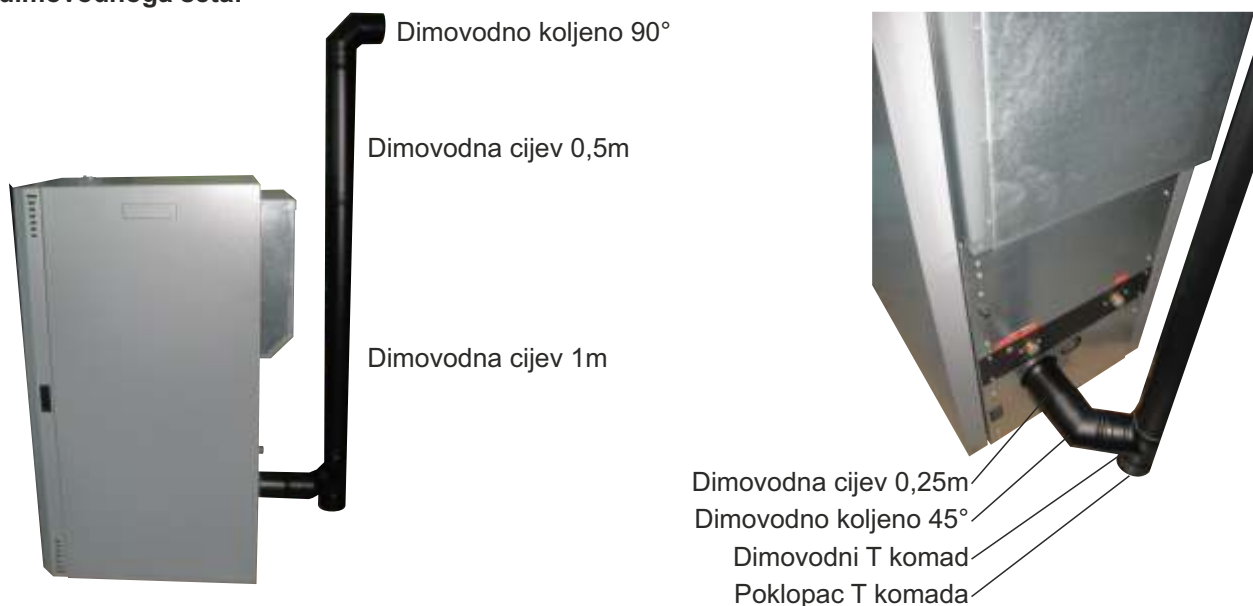 dimovodnoga seta:
Dimovodno koljeno 90°
Dimovodna cijev 0,5m
Dimovodna cijev 1m
Dimovodna cijev 0,25m
Dimovodno koljeno 45°
Dimovodni T komad
Poklopac T komada